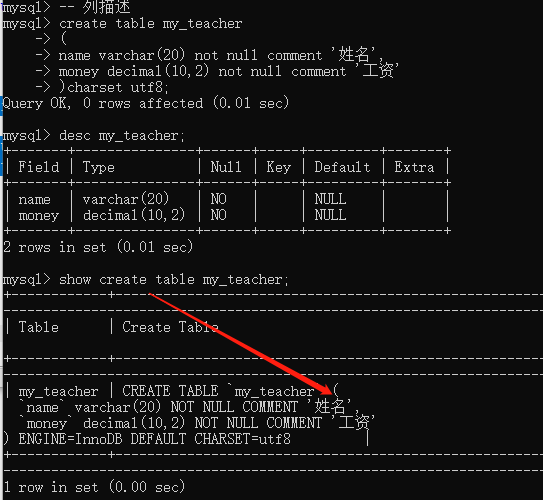 mysql> -- 列描述
mysql> create table my_teacher
    -> (
    -> name varchar(20) not null comment '姓名',
    -> money decimal(10,2) not null comment '工资'
    -> )charset utf8;
Query OK, 0 rows affected (0.01 sec)
mysql> desc my_teacher;
+-------+---------------+------+-----+---------+-------+
| Field | Type          | Null | Key | Default | Extra |
+-------+---------------+------+-----+---------+-------+
| name  | varchar(20)   | NO   |     | NULL    |       |
| money | decimal(10,2) | NO   |     | NULL    |       |
+-------+---------------+------+-----+---------+-------+
2 rows in set (0.01 sec)
mysql> show create table my_teacher;
| Table      | Create Table
| my_teacher | CREATE TABLE `my_teacher` (
  `name` varchar(20) NOT NULL COMMENT '姓名',
  `money` decimal(10,2) NOT NULL COMMENT '工资'
) ENGINE=InnoDB DEFAULT CHARSET=utf8          |
1 row in set (0.00 sec)